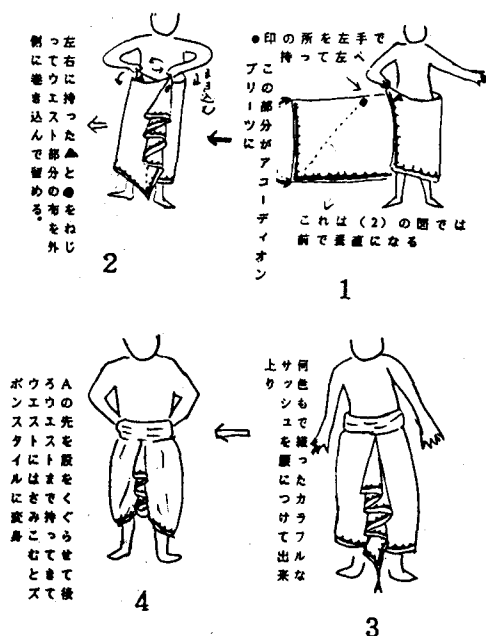 ●印の所を左手で
持って左へ
この部分がアコーディオン
プリーツに
これは(2)の図では
前で垂直になる
1
左右に持った▲と●をねじ
ってウエスト部分の布を外
側に巻き込んで留める。
2
何色もで織ったカラフルな
サッシュを腰につけて出来
上り
3
Aの先を股をくぐらせて後
ろウエストまで持ってきて
ウエストにはさみこむとズ
ボンスタイルに変身
4